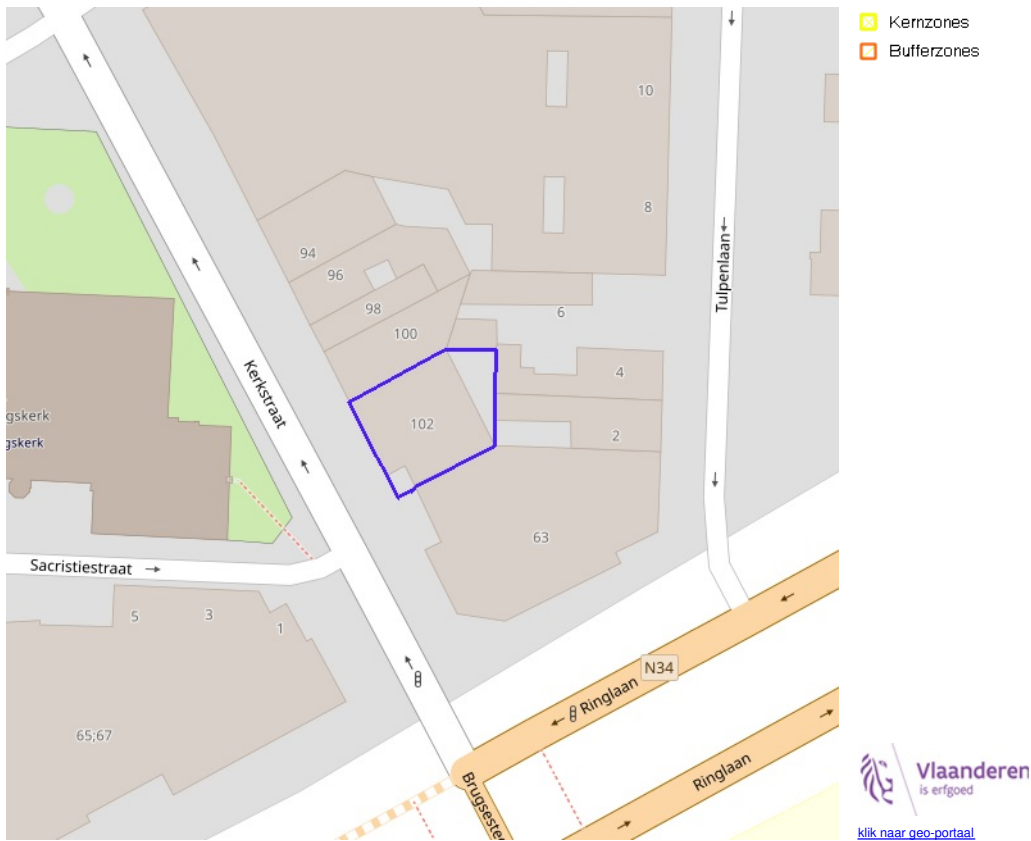 Kernzones
Bufferzones
10
8
94
96
98
6
100
4
102
2
Tulpenlaan
Kerkstraat
gskerk
gskerk
63
Sacristiestraat
5
3
1
N34
Ringlaan
65;67
Ringlaan
Brugsestee
Vlaanderen
is erfgoed
klik naar geo-portaal